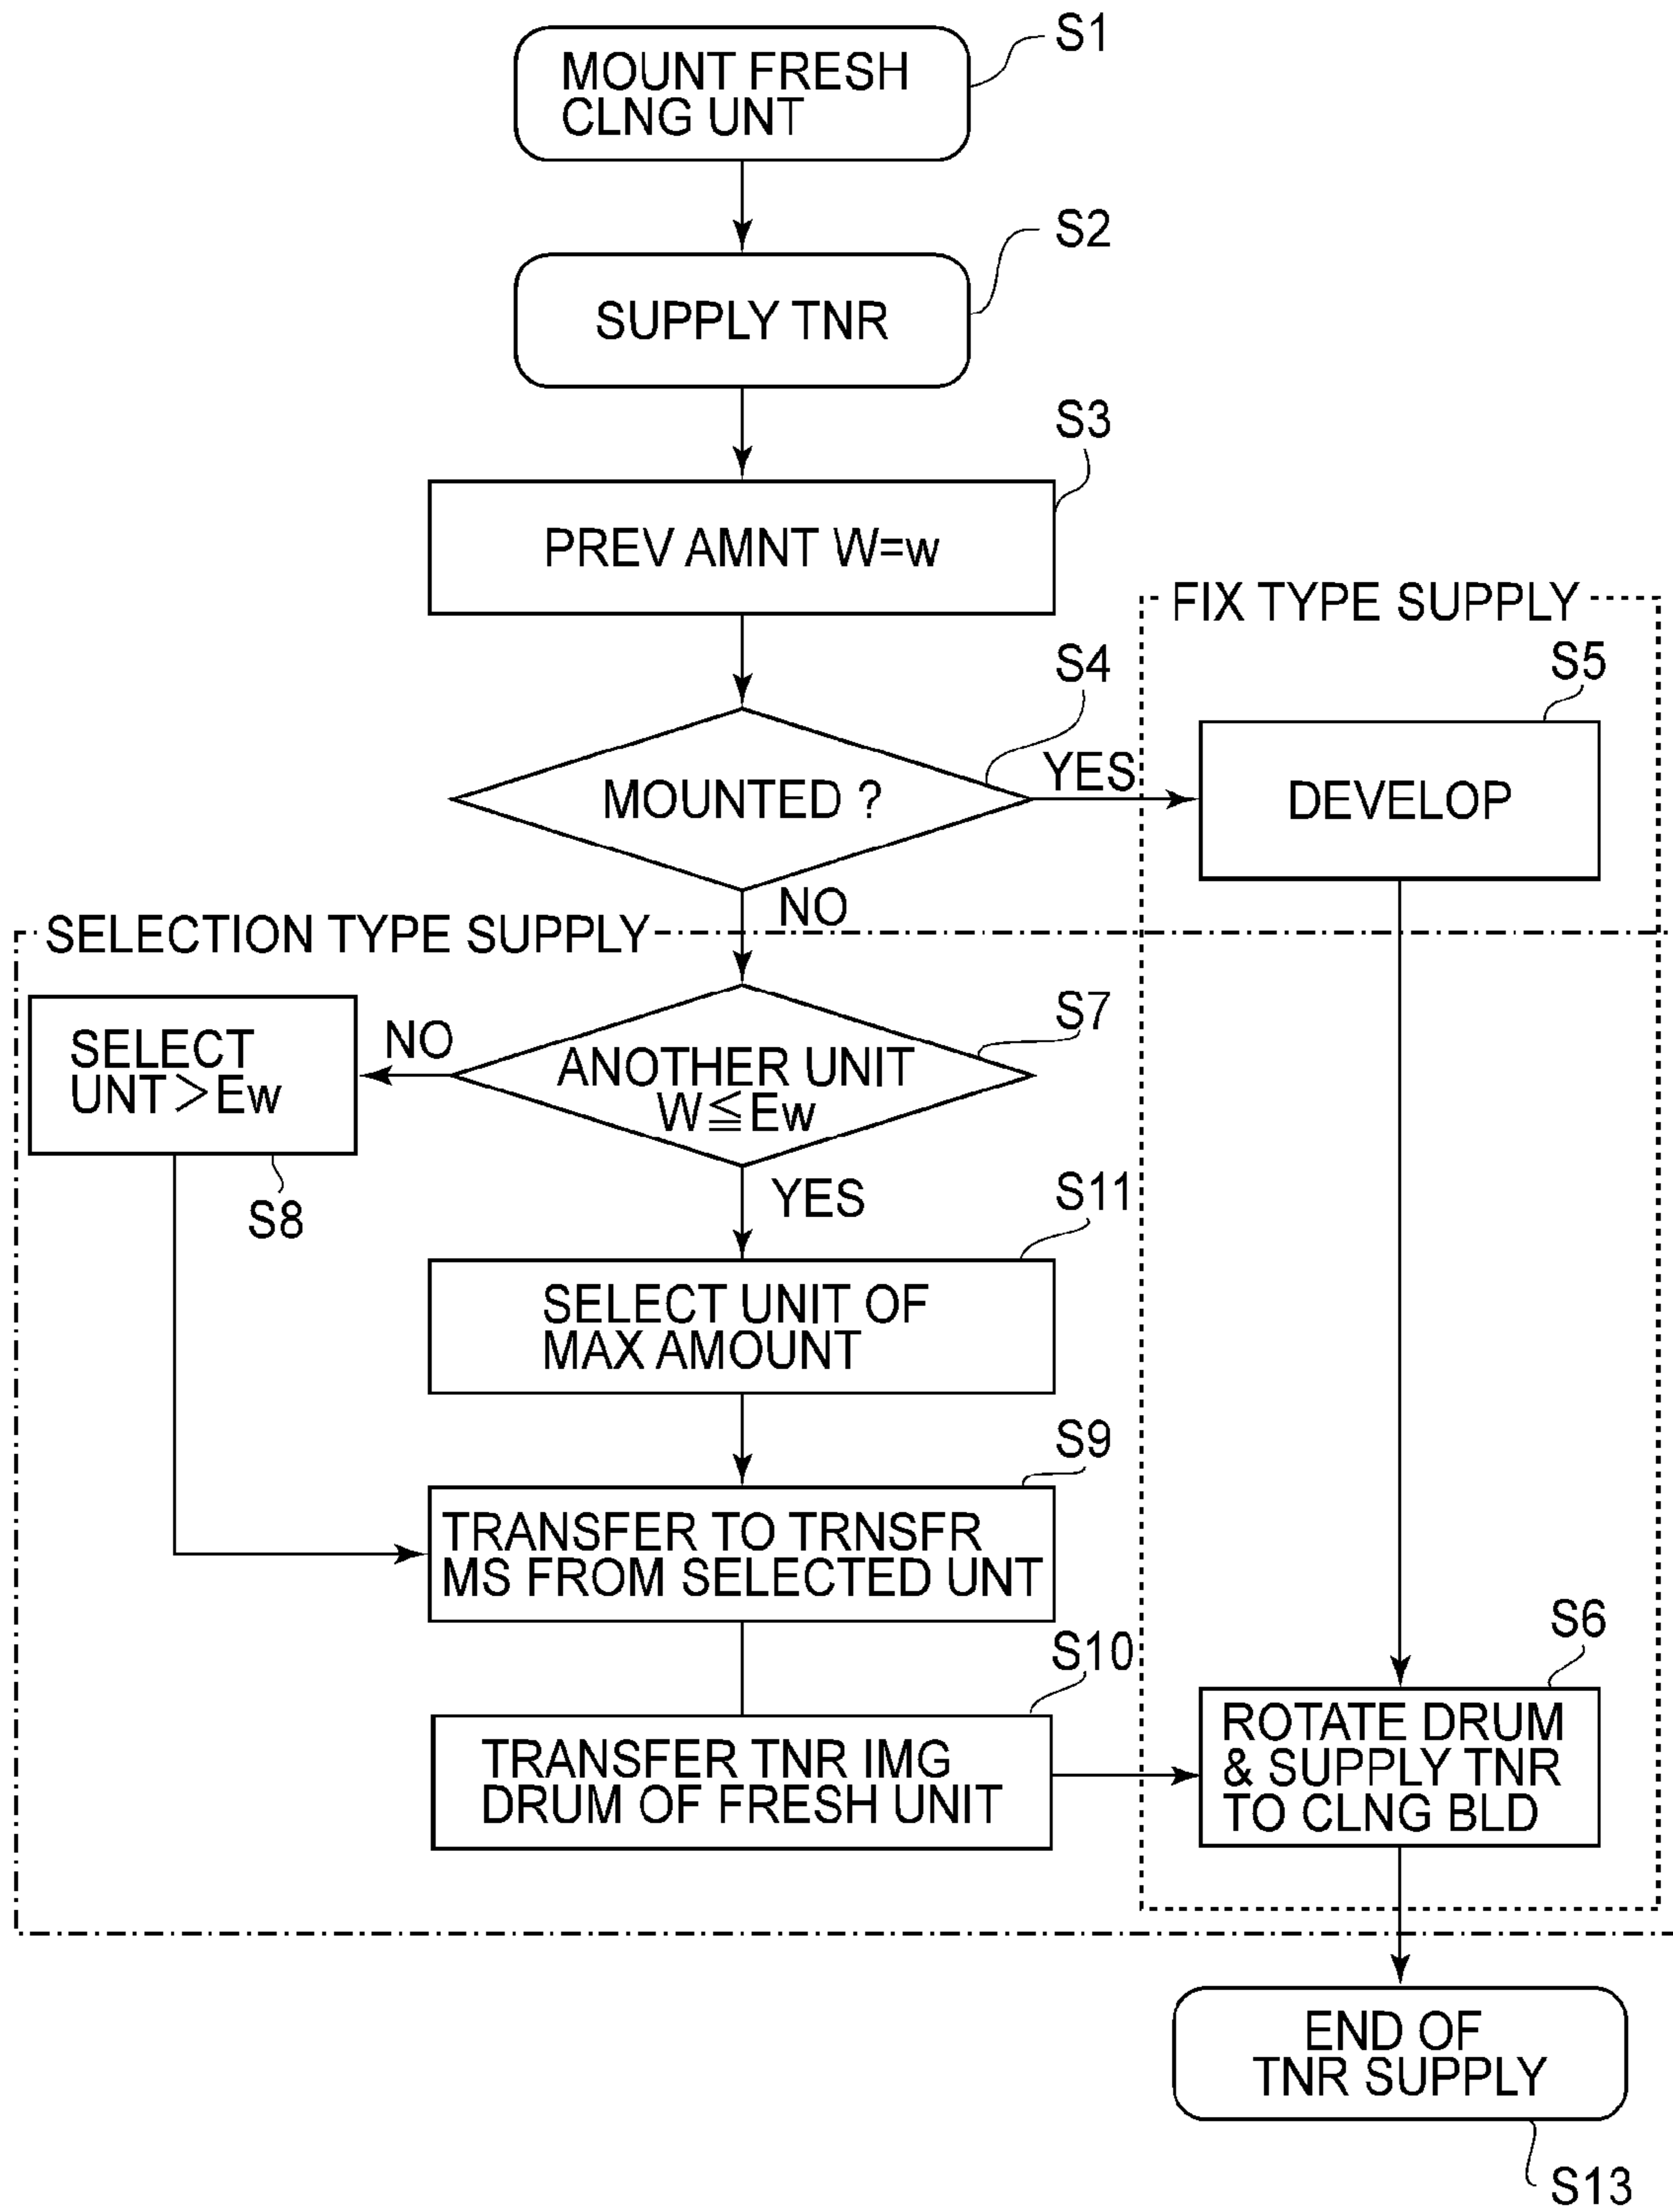 S1
MOUNT FRESH
CLNG UNT
S2
SUPPLY TNR
S3
PREV AMNT W=w
FIX TYPE SUPPLY
S4
S5
MOUNTED ?
YES
DEVELOP
NO
SELECTION TYPE SUPPLY
S7
SELECT
UNT>Ew
NO
ANOTHER UNIT
W≦Ew
S8
YES
S11
SELECT UNIT OF
MAX AMOUNT
S9
TRANSFER TO TRNSFR
MS FROM SELECTED UNT
S10
S6
TRANSFER TNR IMG
DRUM OF FRESH UNIT
ROTATE DRUM
& SUPPLY TNR
TO CLNG BLD
END OF
TNR SUPPLY
S13